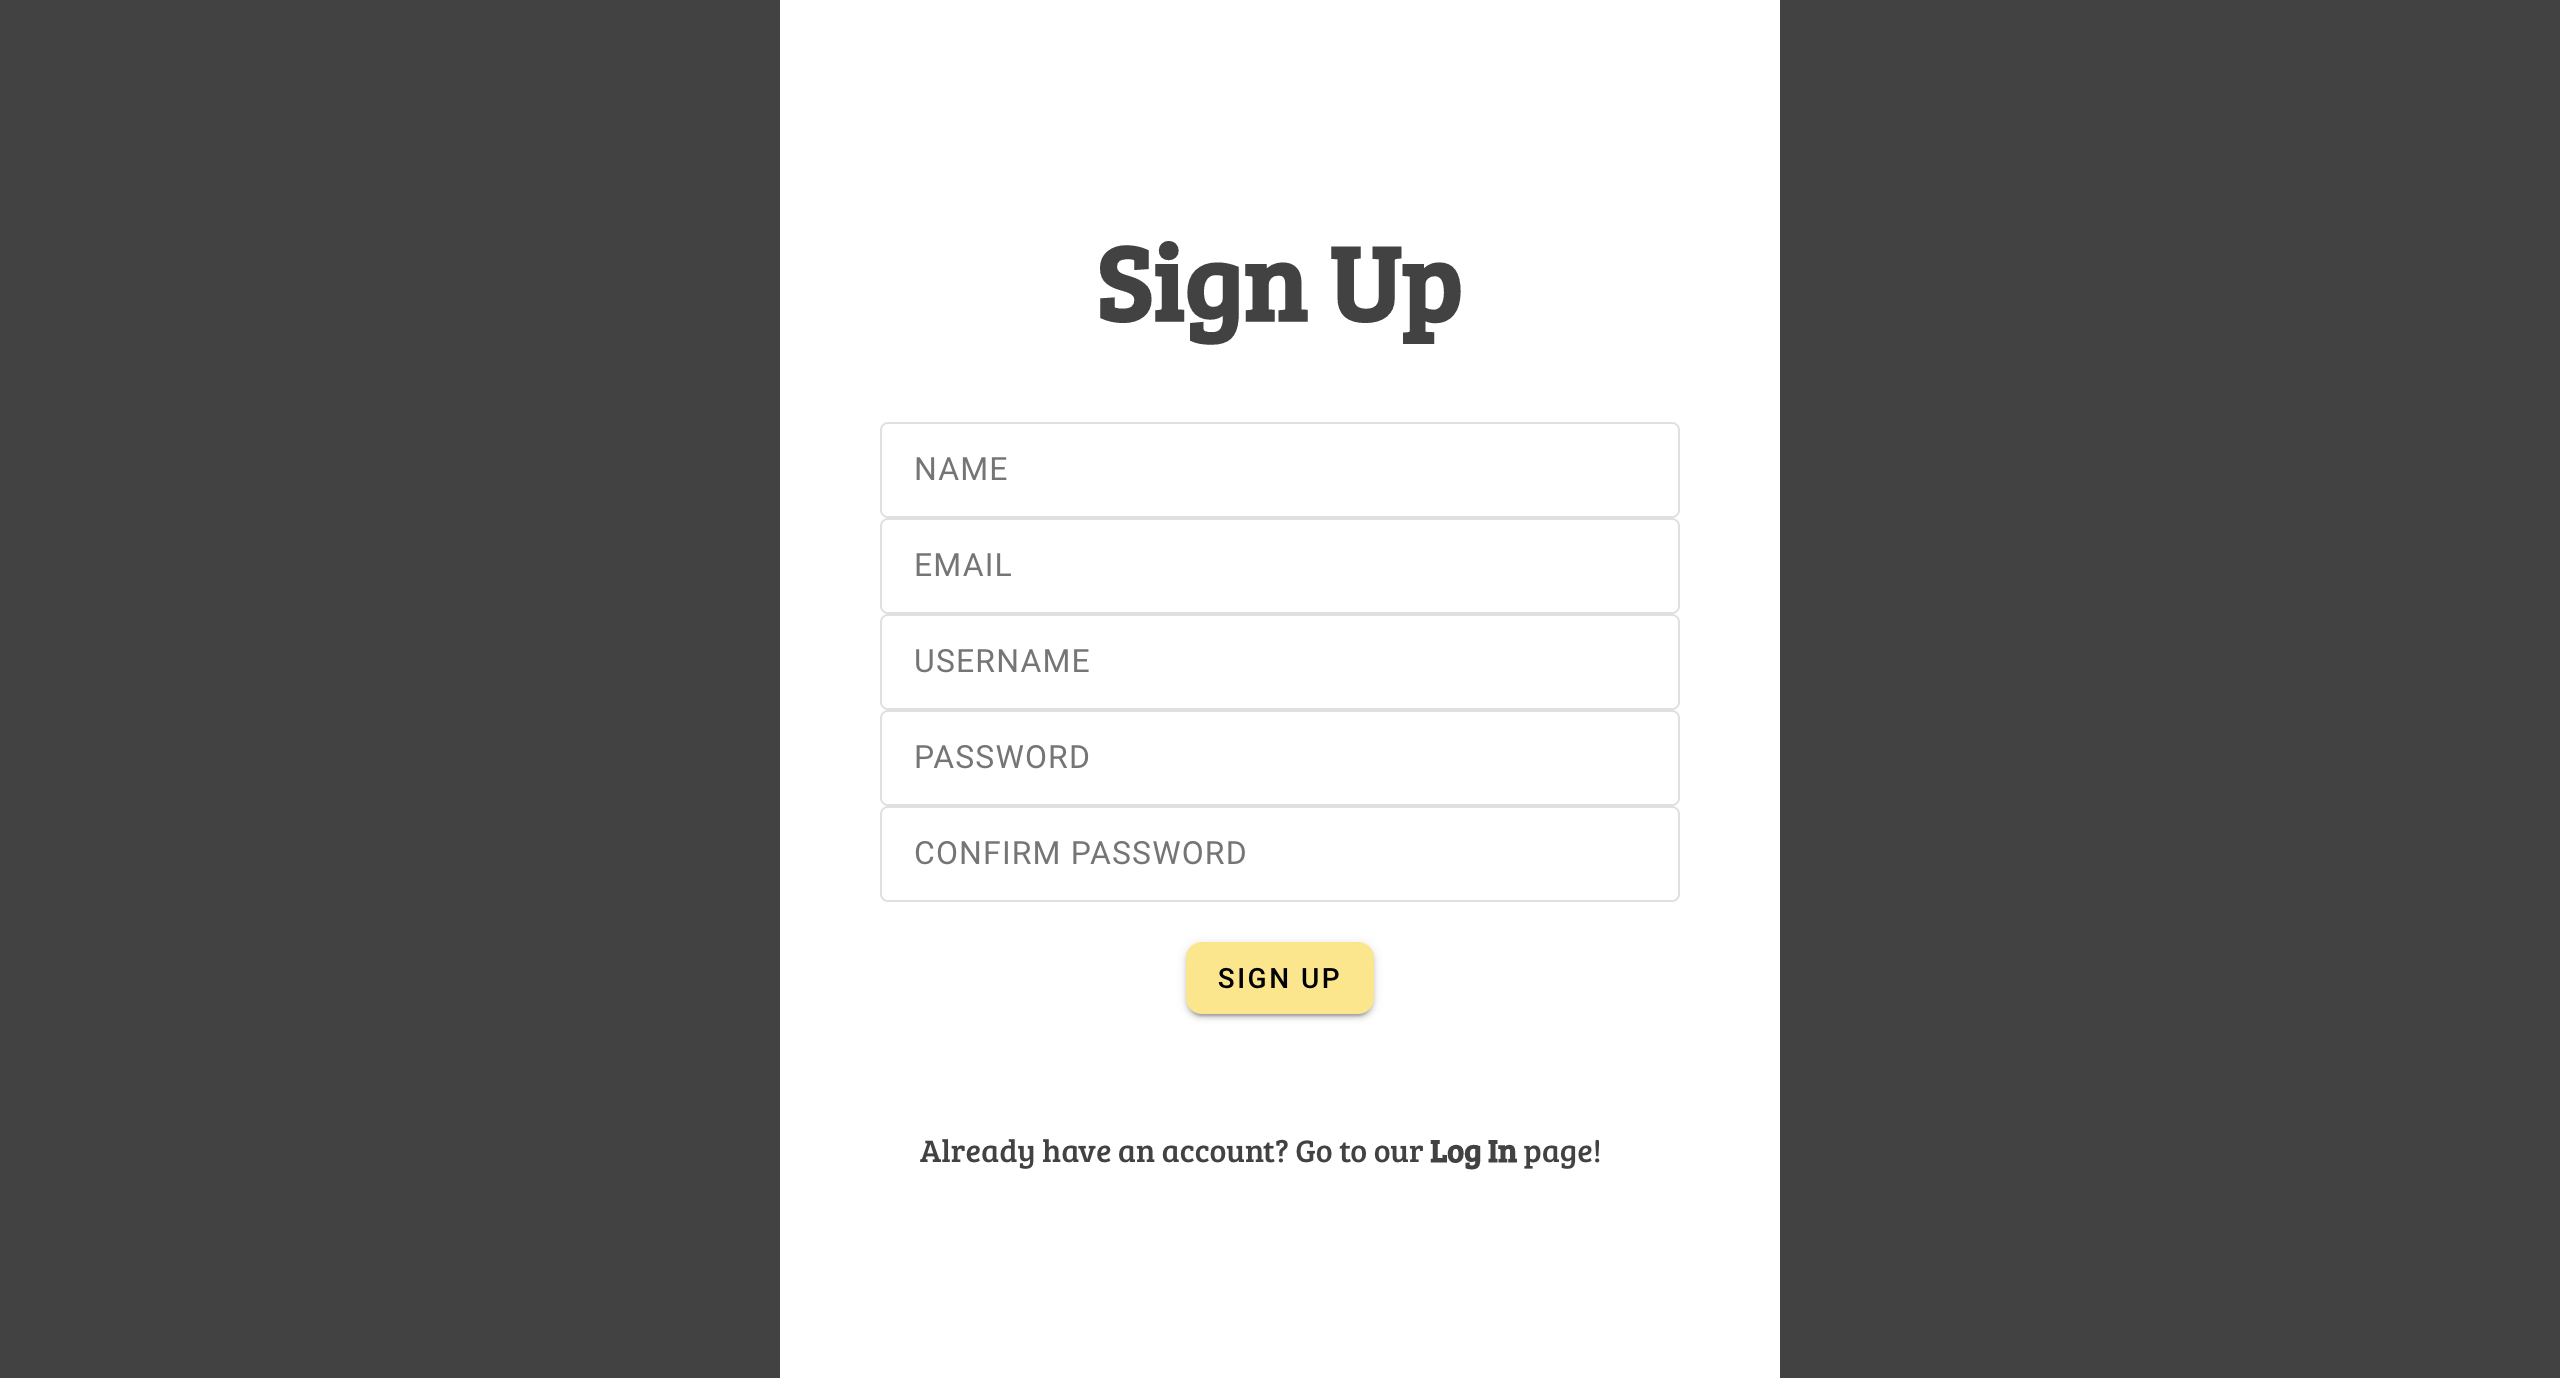 Sign Up
NAME
EMAIL
USERNAME
PASSWORD
CONFIRM PASSWORD
SIGN UP
Already have an account? Go to our Log In page!